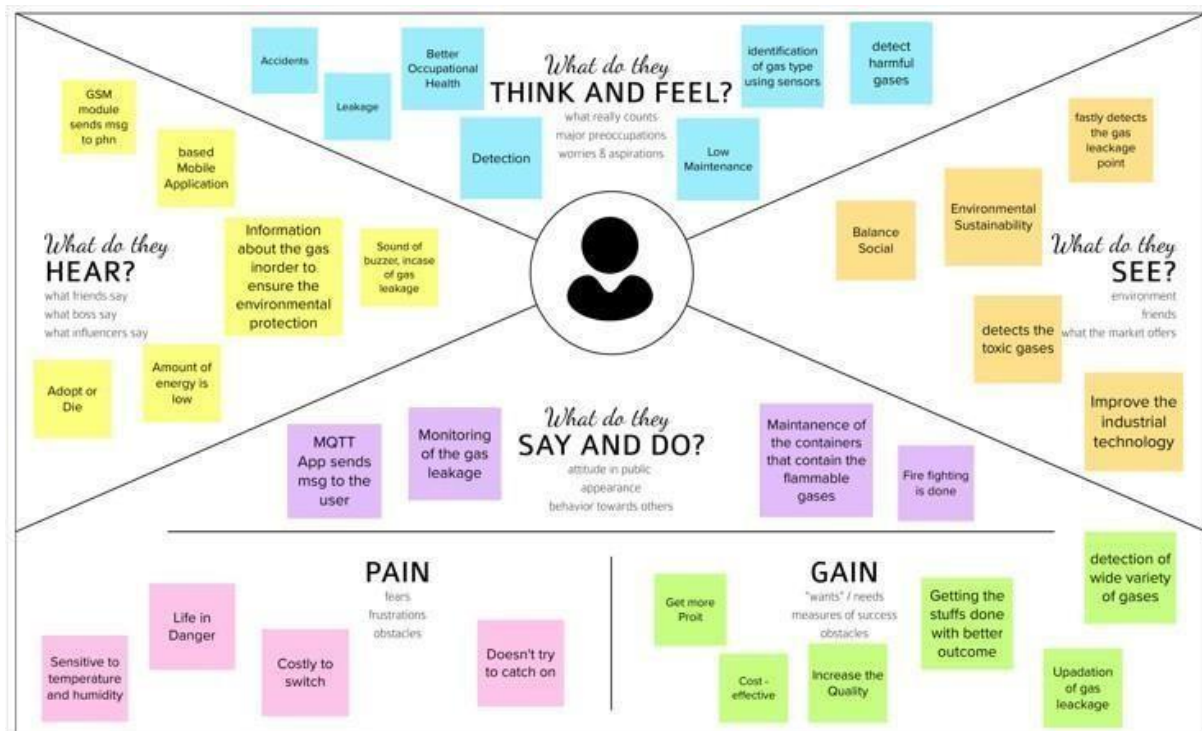 Accidents
Leakage
Better
Occupational
Health
Detection
What do they
THINK AND FEEL?
what really counts
major preoccupations
worries & aspirations
identification
of gas type
using sensors
detect
harmful
gases
Low
Maintenance
GSM
module
sends msg
to phn
based
Mobile
Application
What do they
HEAR?
what friends say
what boss say
what influencers say
Information
about the gas
inorder to
ensure the
environmental
protection
Sound of
buzzer, incase
of gas
leakage
Adopt or
Die
Amount of
energy is
low
fastly detects
the gas
leackage
point
Balance
Social
Environmental
Sustainability
What do they
SEE?
environment
friends
what the market offers
detects the
toxic gases
Improve the
industrial
technology
MQTT
App sends
msg to the
user
Monitoring
of the gas
leakage
What do they
SAY AND DO?
attitude in public
appearance
behavior towards others
Maintanence of
the containers
that contain the
flammable
gases
Fire fighting
is done
PAIN
fears
frustrations
obstacles
Sensitive to
temperature
and humidity
Life in
Danger
Costly to
switch
Doesn't try
to catch on
GAIN
"wants" / needs
measures of success
obstacles
Get more
Proit
Cost -
effective
Increase the
Quality
Getting the
stuffs done
with better
outcome
detection of
wide variety
of gases
Upadation
of gas
leackage